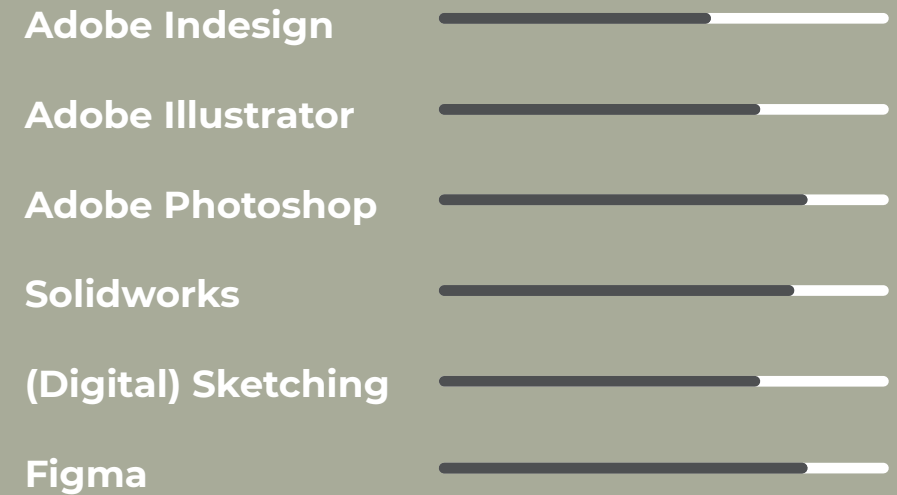 Adobe Indesign
Adobe Illustrator
Adobe Photoshop
Solidworks
(Digital) Sketching
Figma